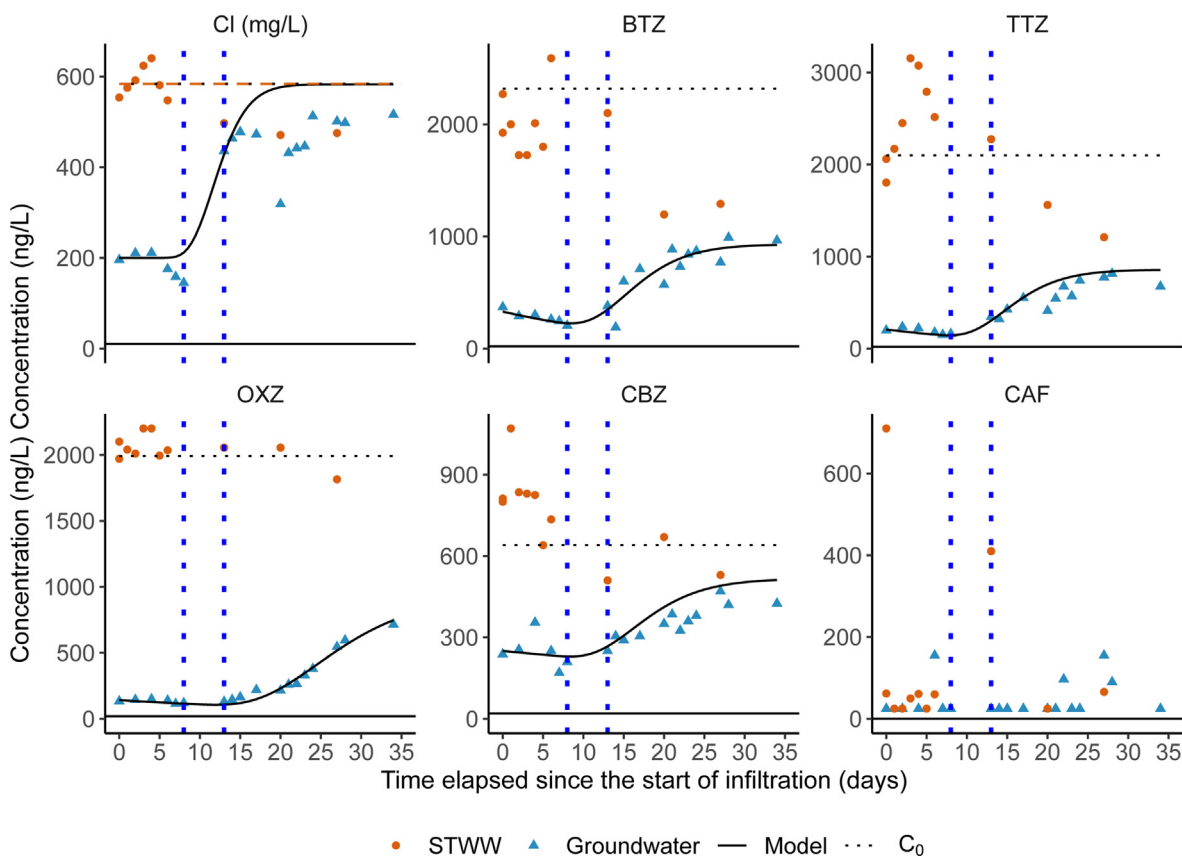 Cl (mg/L) BTZ TTZ
600 400 200 0
2000 1000 0
3000 2000 1000 0
OXZ CBZ CAF
2000 1500 1000 500 0
900 600 300 0
600 400 200 0
Concentration (ng/L) Concentration (ng/L)
0 5 10 15 20 25 30 35 0 5 10 15 20 25 30 35 0 5 10 15 20 25 30 35
Time elapsed since the start of infiltration (days)
STWW Groundwater Model C0